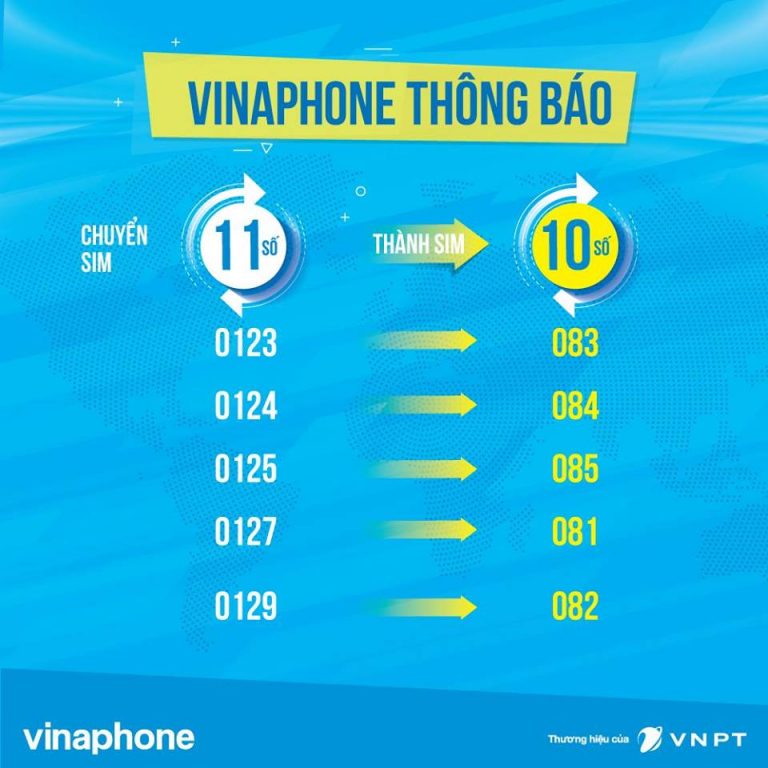 VINAPHONE THÔNG BÁO
CHUYỂN
SIM
11 SỐ
THÀNH SIM
10 SỐ
0123 083
0124 084
0125 085
0127 081
0129 082
vinaphone
Thương hiệu của VNPT